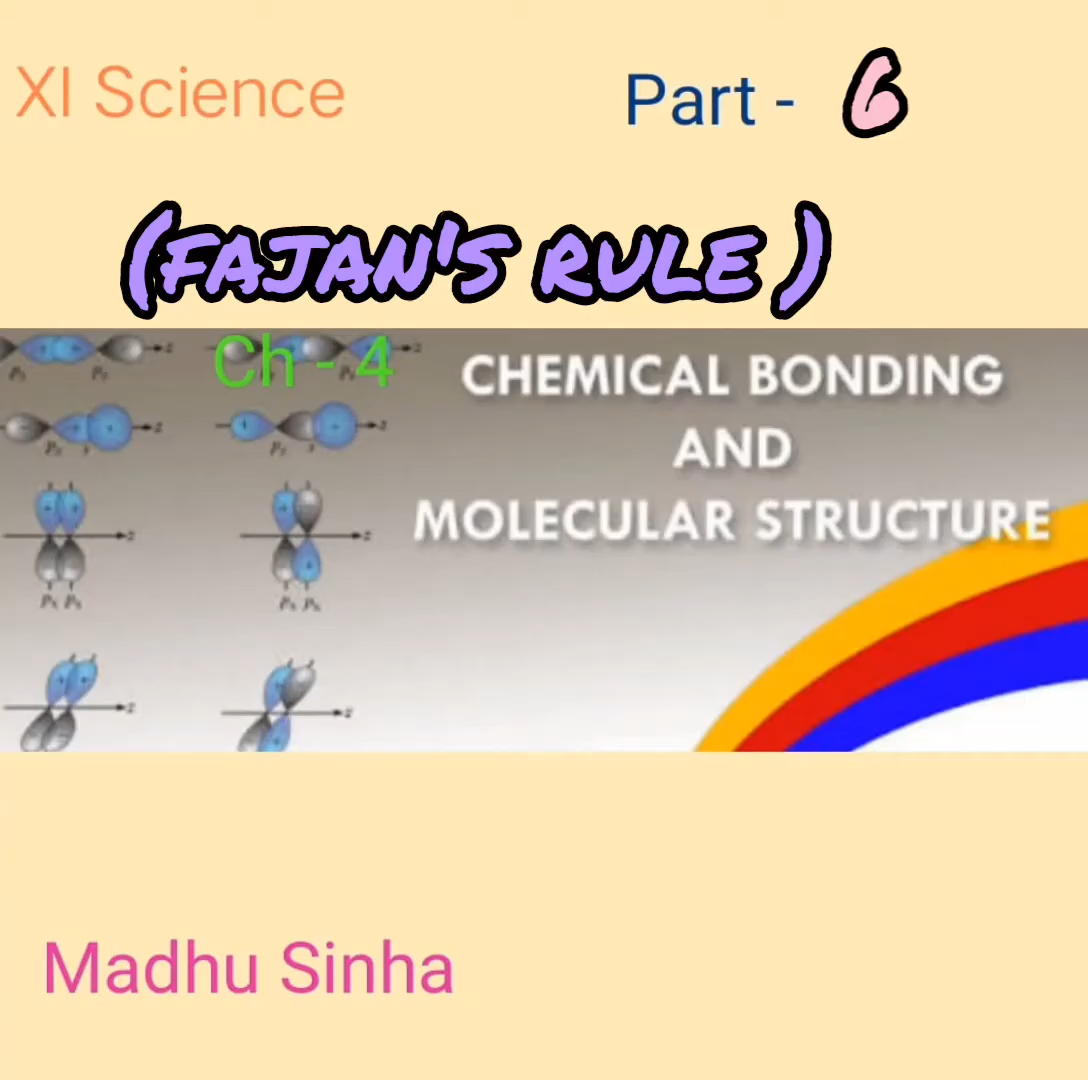 XI Science
Part - 6
(FAJAN'S RULE )
Ch - 4
CHEMICAL BONDING
AND
MOLECULAR STRUCTURE
Madhu Sinha